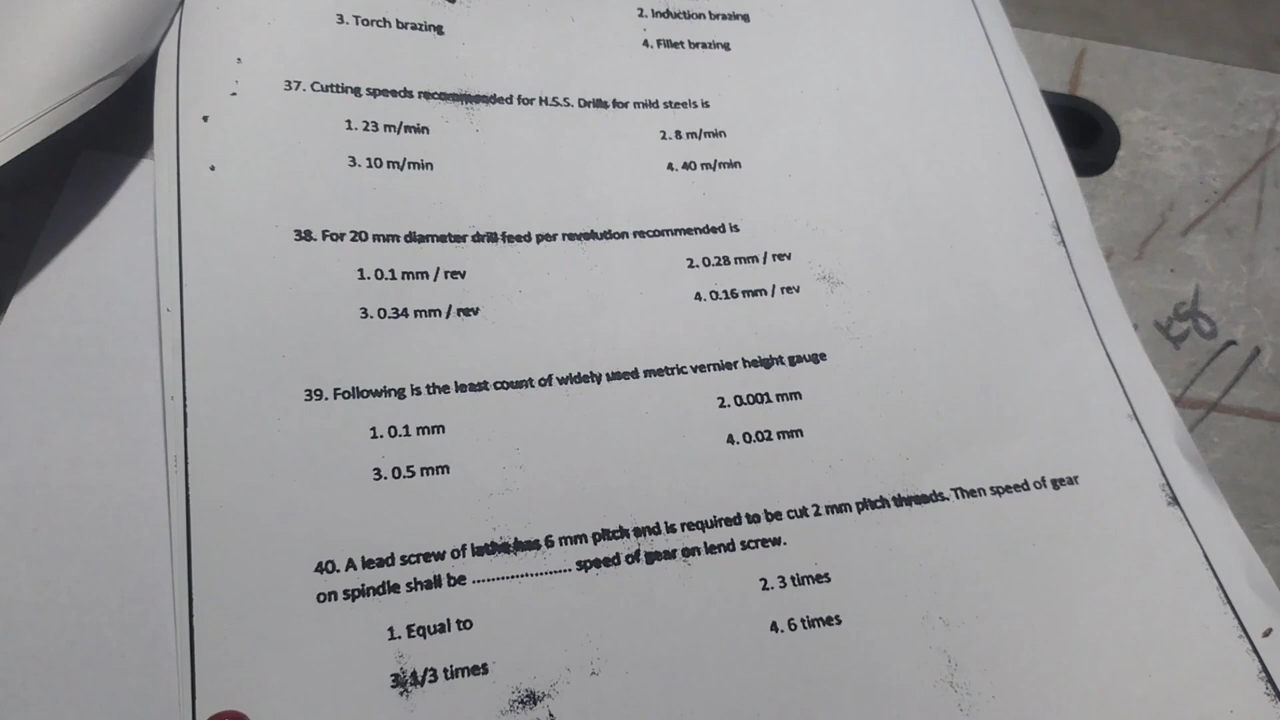 3. Torch brazing
2. Induction brazing
4. Fillet brazing
37. Cutting speeds recommended for H.S.S. Drills for mild steels is
1. 23 m/min
2. 8 m/min
3. 10 m/min
4. 40 m/min
38. For 20 mm diameter drill feed per revolution recommended is
1. 0.1 mm / rev
2. 0.28 mm / rev
3. 0.34 mm / rev
4. 0.16 mm / rev
39. Following is the least count of widely used metric vernier height gauge
1. 0.1 mm
2. 0.001 mm
3. 0.5 mm
4. 0.02 mm
40. A lead screw of lathe has 6 mm pitch and is required to be cut 2 mm pitch threads. Then speed of gear
on spindle shall be .................... speed of gear on lend screw.
1. Equal to
2. 3 times
3. 1/3 times
4. 6 times